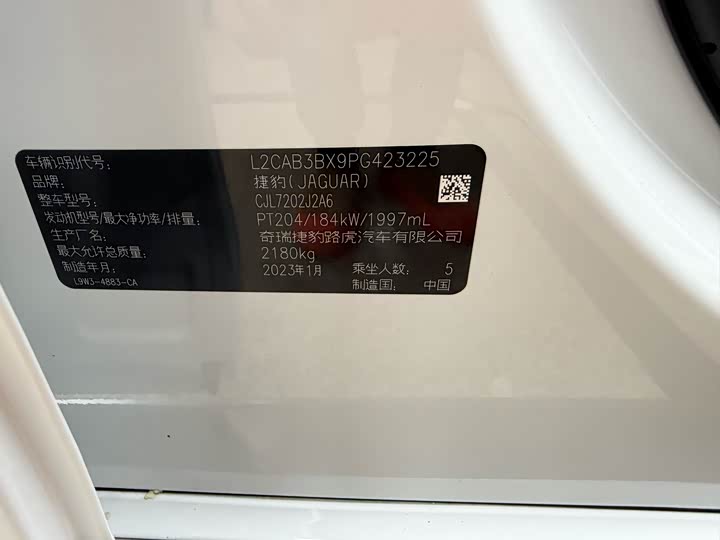 车辆识别代号: L2CAB3BX9PG423225
品牌: 捷豹(JAGUAR)
整车型号: CJL7202J2A6
发动机型号/最大净功率/排量: PT204/184kW/1997mL
生产厂名: 奇瑞捷豹路虎汽车有限公司
最大允许总质量: 2180kg
制造年月: 2023年1月 乘坐人数: 5
L9W3-4BB3-CA 制造国: 中国